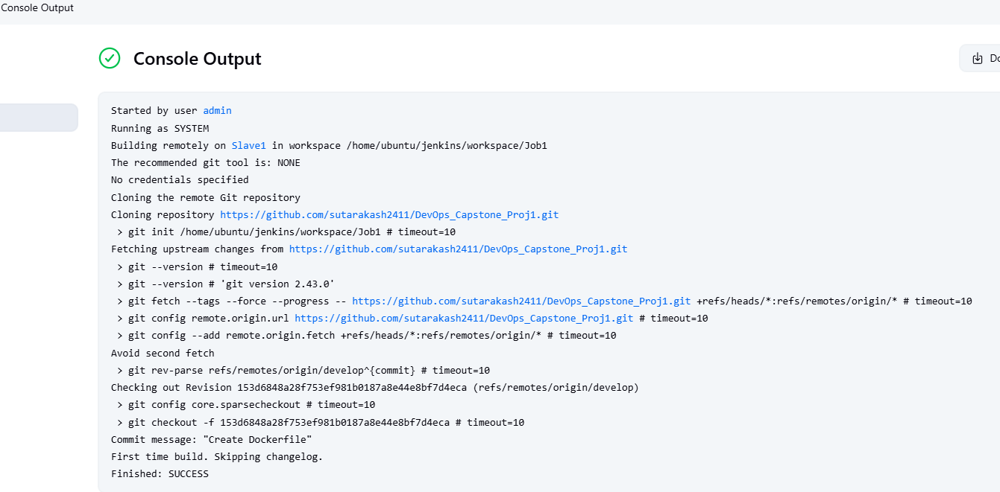 Console Output
Console Output
Started by user admin
Running as SYSTEM
Building remotely on Slave1 in workspace /home/ubuntu/jenkins/workspace/Job1
The recommended git tool is: NONE
No credentials specified
Cloning the remote Git repository
Cloning repository https://github.com/sutarakash2411/DevOps_Capstone_Proj1.git
> git init /home/ubuntu/jenkins/workspace/Job1 # timeout=10
Fetching upstream changes from https://github.com/sutarakash2411/DevOps_Capstone_Proj1.git
> git --version # timeout=10
> git --version # 'git version 2.43.0'
> git fetch --tags --force --progress -- https://github.com/sutarakash2411/DevOps_Capstone_Proj1.git +refs/heads/*:refs/remotes/origin/* # timeout=10
> git config remote.origin.url https://github.com/sutarakash2411/DevOps_Capstone_Proj1.git # timeout=10
> git config --add remote.origin.fetch +refs/heads/*:refs/remotes/origin/* # timeout=10
Avoid second fetch
> git rev-parse refs/remotes/origin/develop^{commit} # timeout=10
Checking out Revision 153d6848a28f753ef981b0187a8e44e8bf7d4eca (refs/remotes/origin/develop)
> git config core.sparsecheckout # timeout=10
> git checkout -f 153d6848a28f753ef981b0187a8e44e8bf7d4eca # timeout=10
Commit message: "Create Dockerfile"
First time build. Skipping changelog.
Finished: SUCCESS